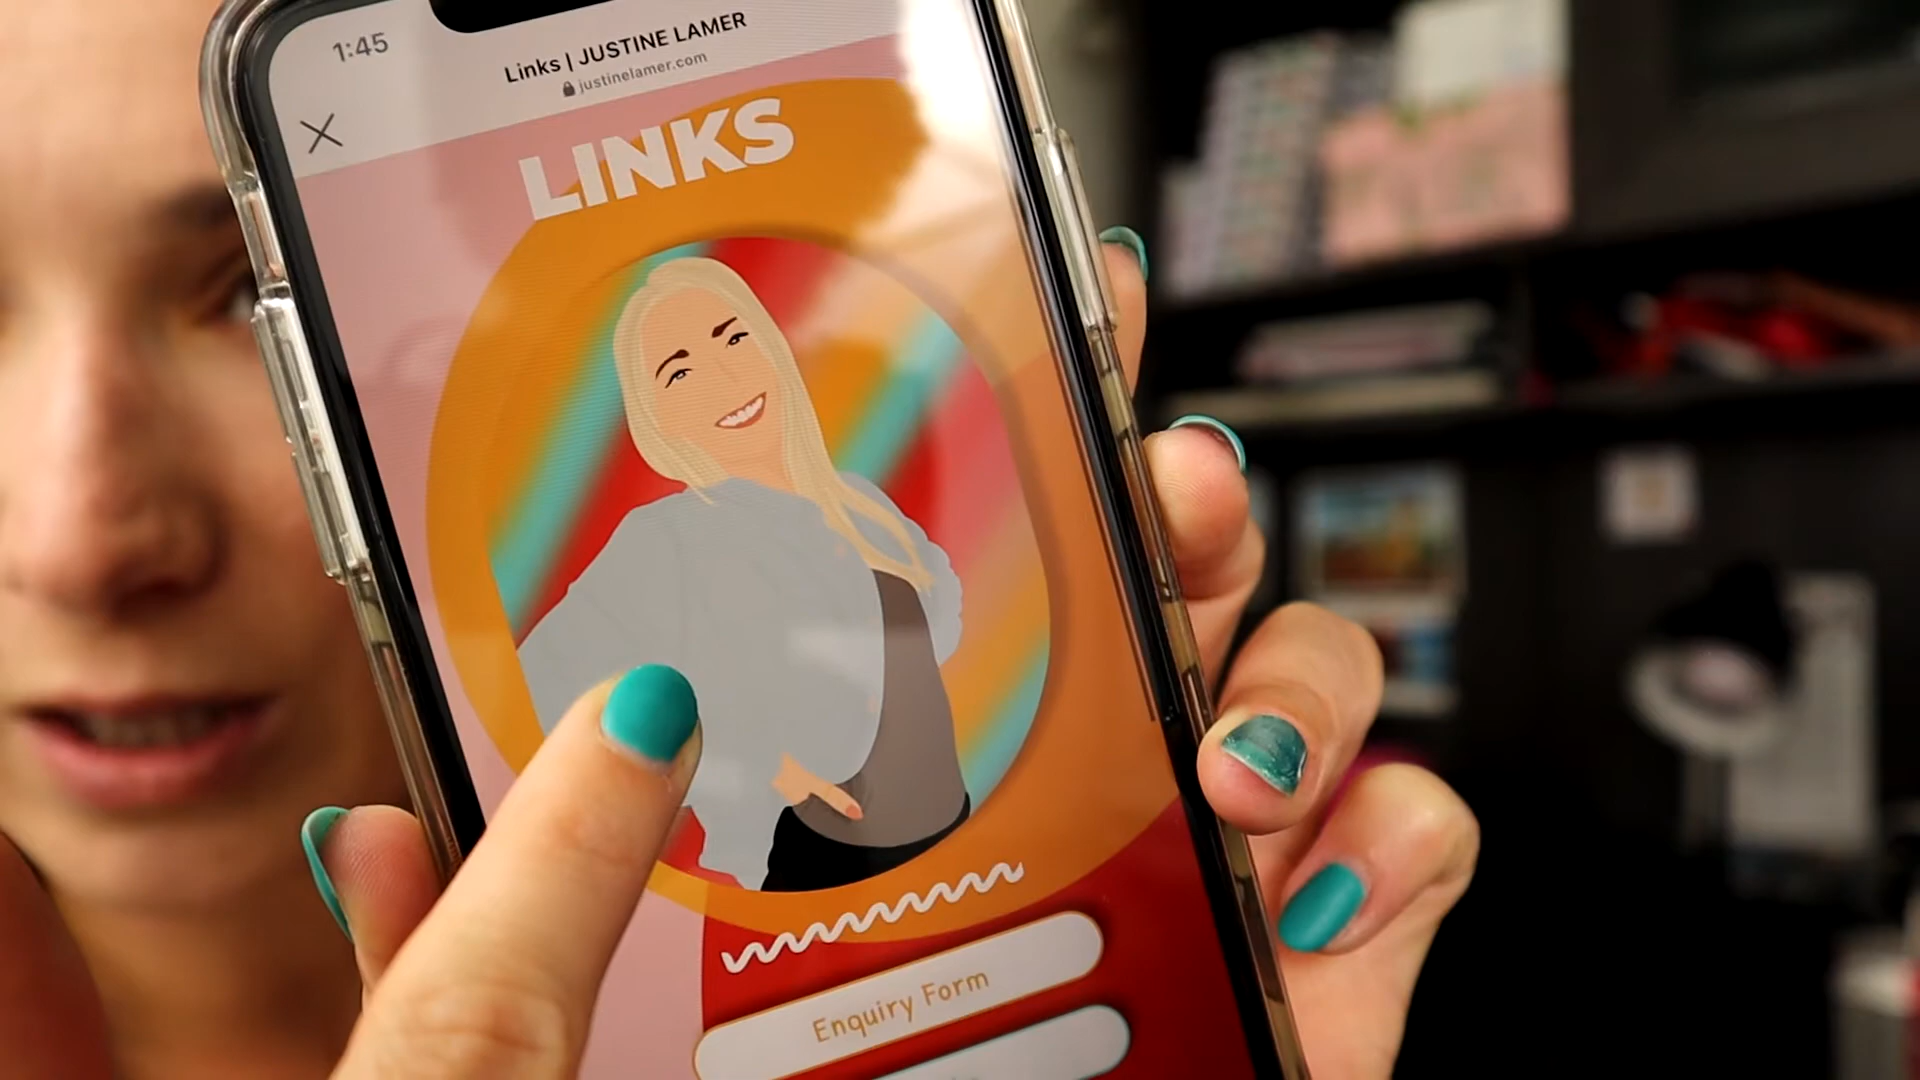 1:45
Links | JUSTINE LAMER
justinelamer.com
LINKS
Enquiry Form